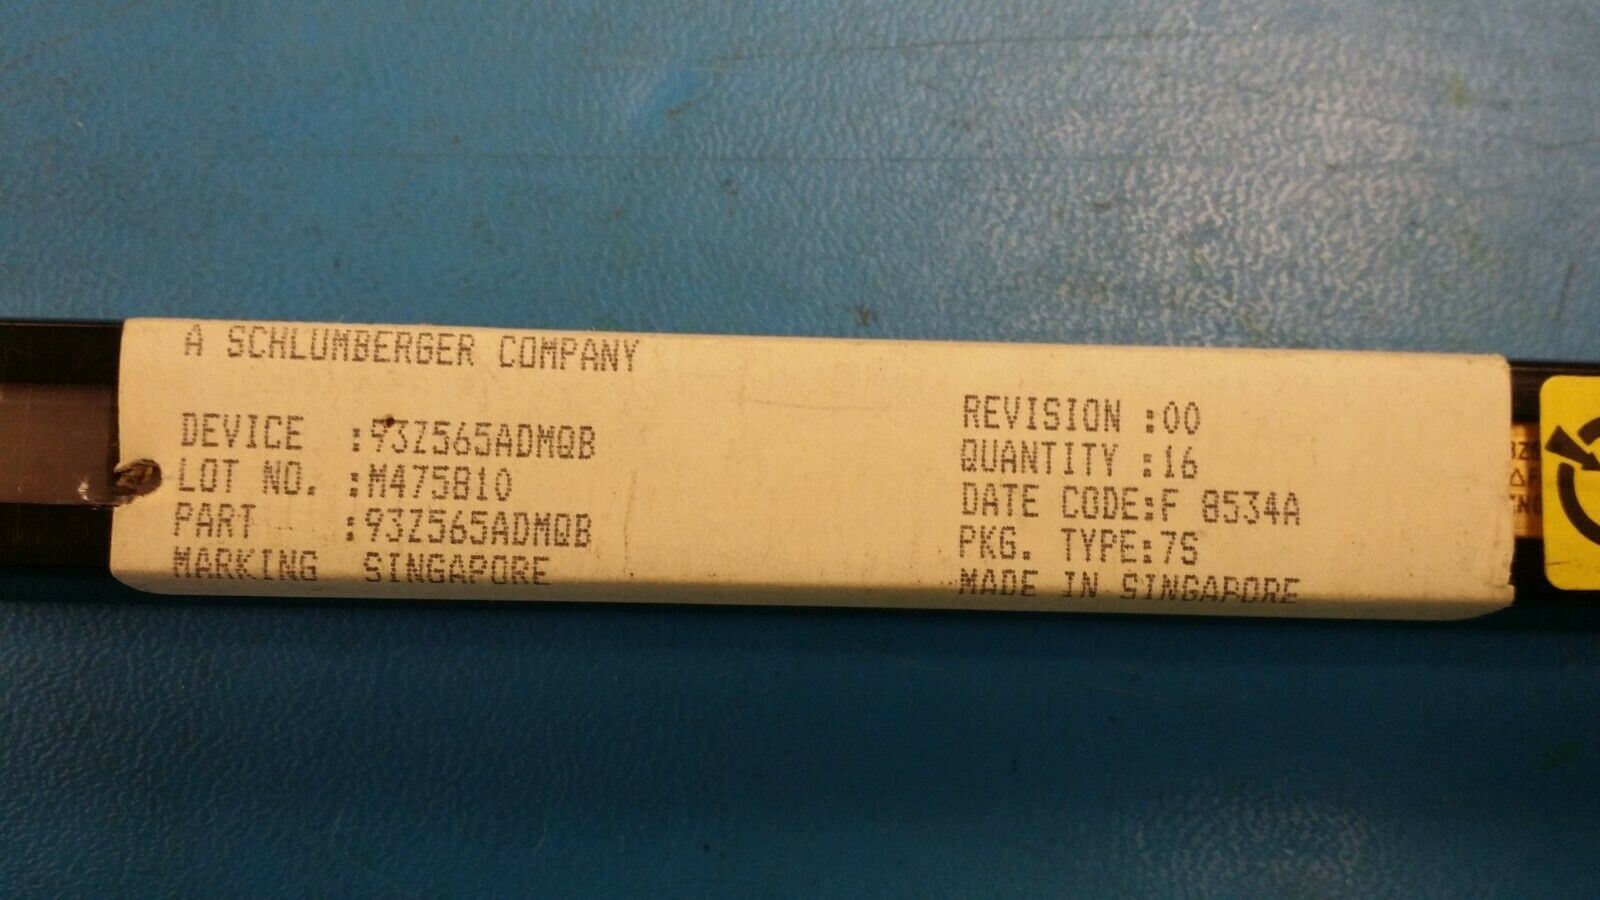 A SCHLUMBERGER COMPANY
DEVICE :93Z565ADMQB
LOT NO. :M475810
PART :93Z565ADMQB
MARKING SINGAPORE
REVISION :00
QUANTITY :16
DATE CODE:F 8534A
PKG. TYPE:7S
MADE IN SINGAPORE